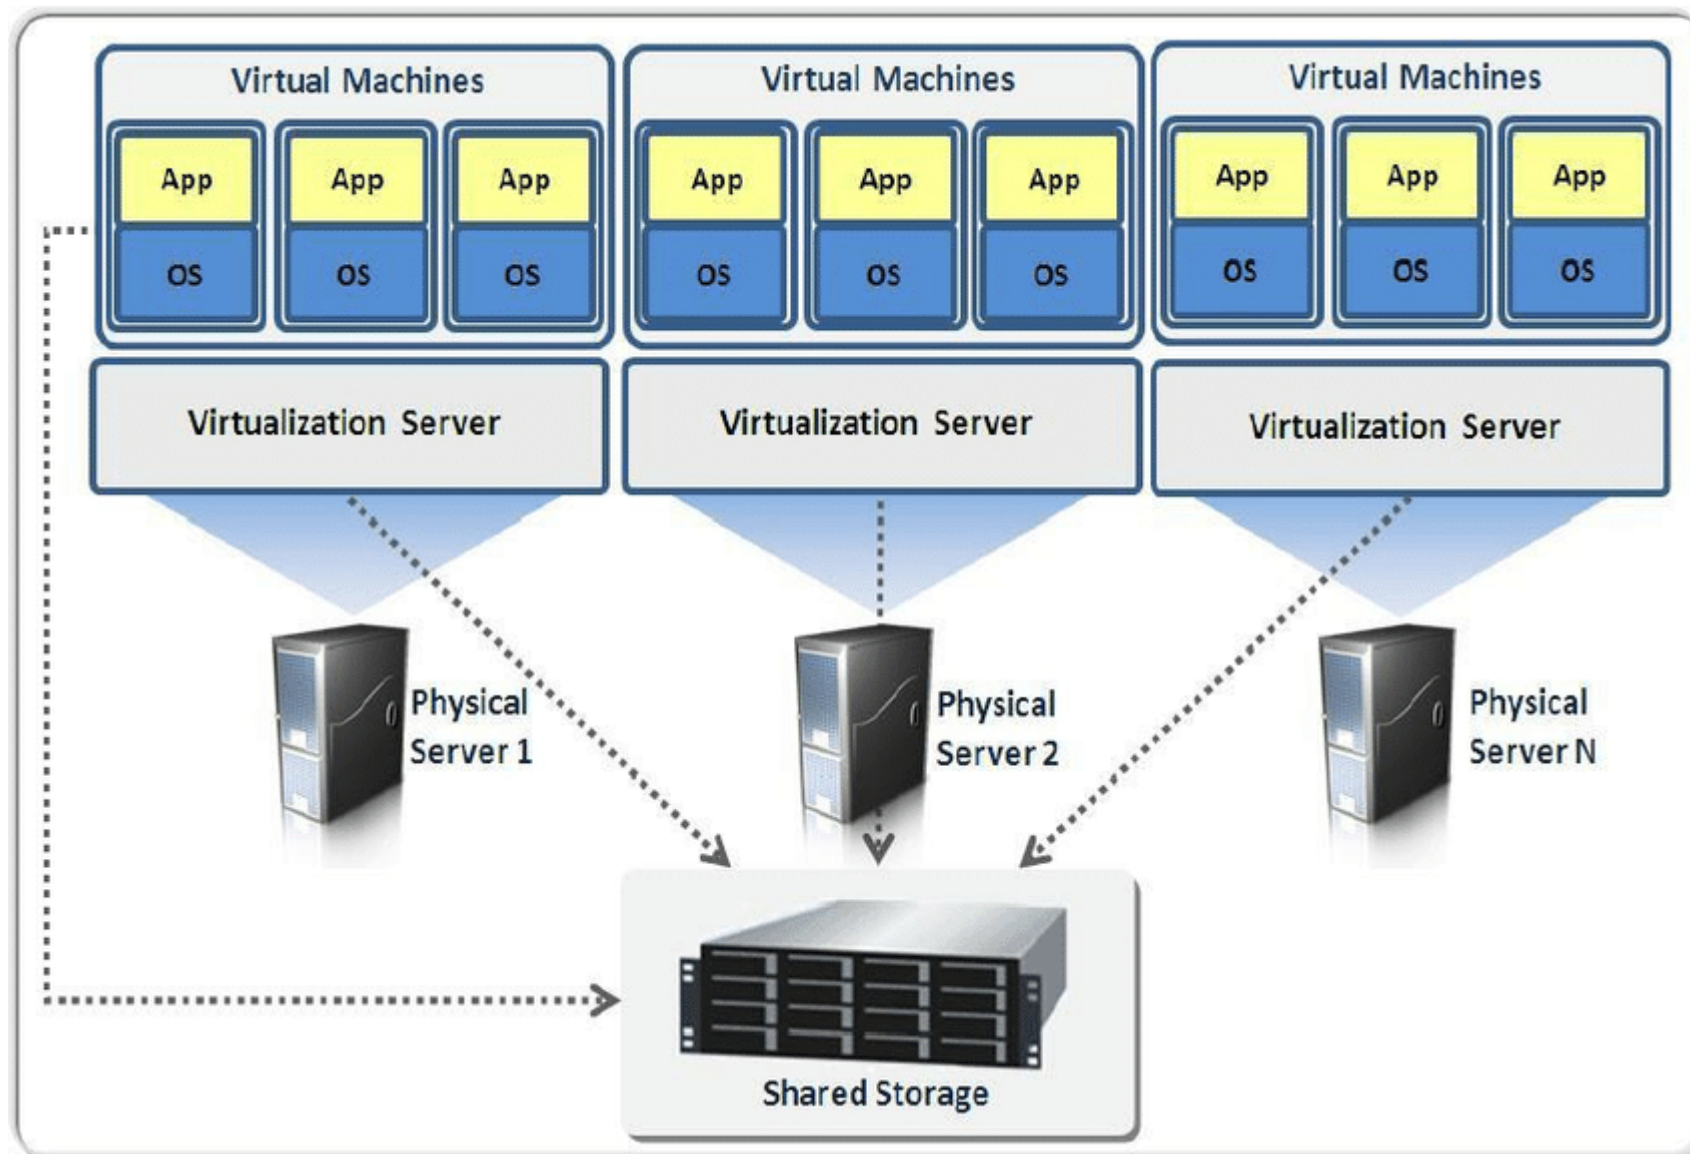 Virtual Machines
Virtual Machines
Virtual Machines
App
App
App
App
App
App
App
App
App
OS
OS
OS
OS
OS
OS
OS
OS
OS
Virtualization Server
Virtualization Server
Virtualization Server
Physical
Server 1
Physical
Server 2
Physical
Server N
Shared Storage